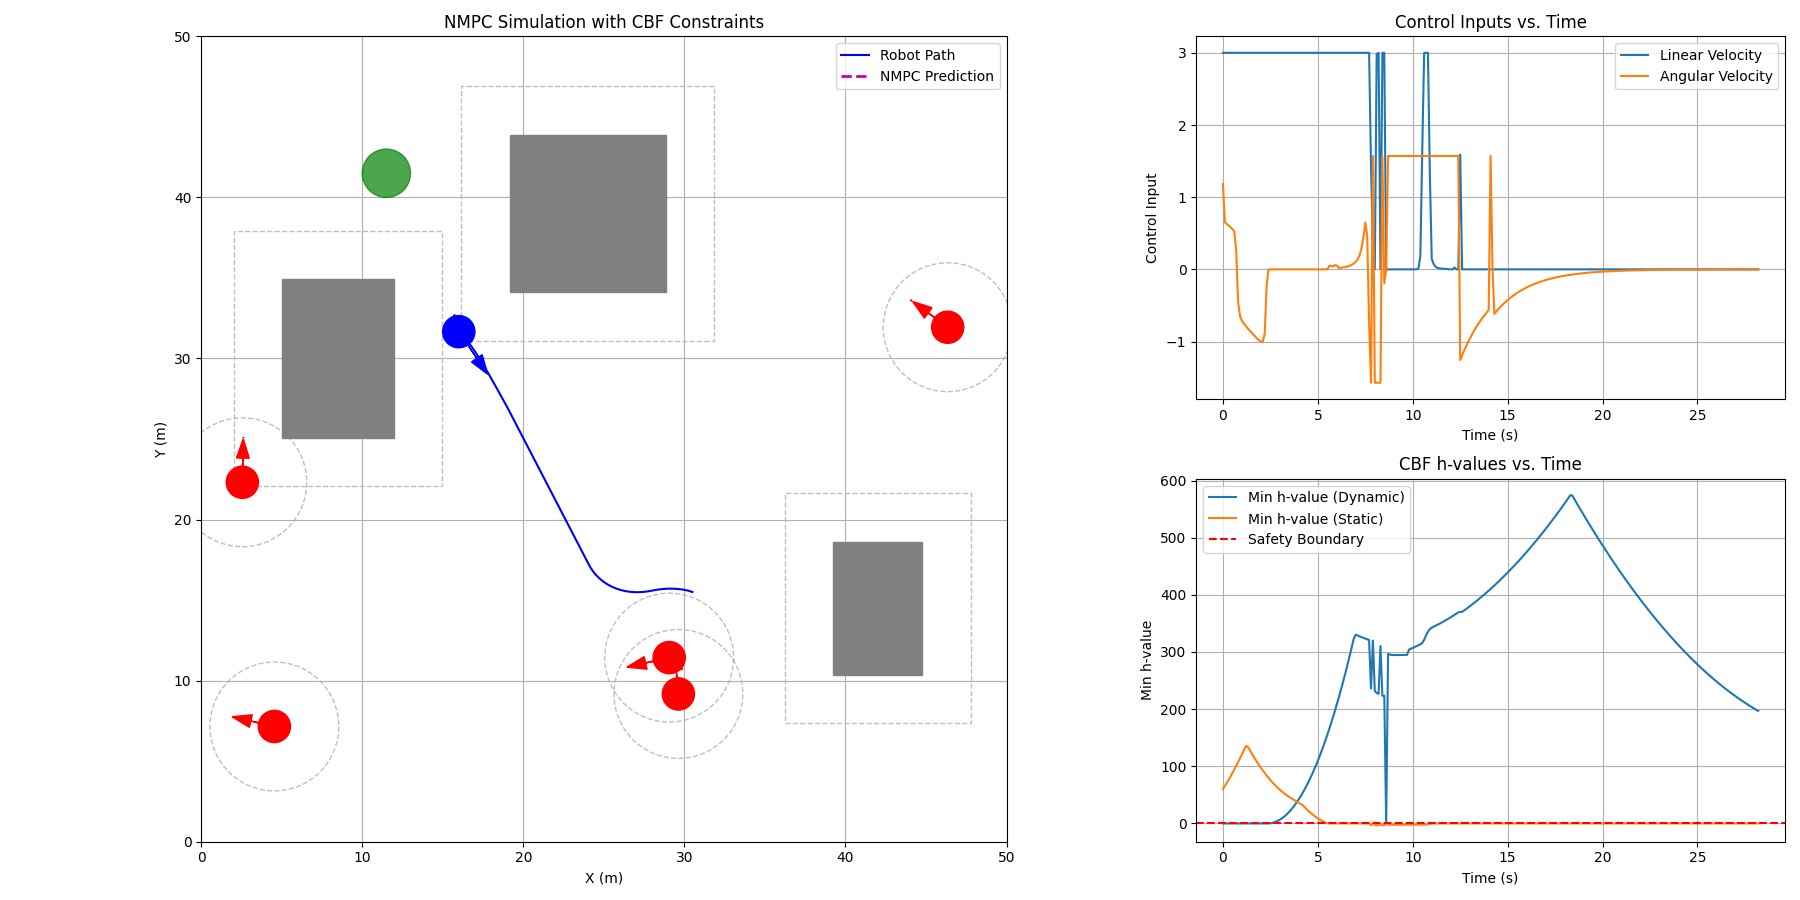 NMPC Simulation with CBF Constraints
50
40
30
20
10
0
Y (m)
0 10 20 30 40 50
X (m)
Robot Path
NMPC Prediction
Control Inputs vs. Time
3
2
1
0
−1
Control Input
0 5 10 15 20 25
Time (s)
Linear Velocity
Angular Velocity
CBF h-values vs. Time
600
500
400
300
200
100
0
Min h-value
0 5 10 15 20 25
Time (s)
Min h-value (Dynamic)
Min h-value (Static)
Safety Boundary